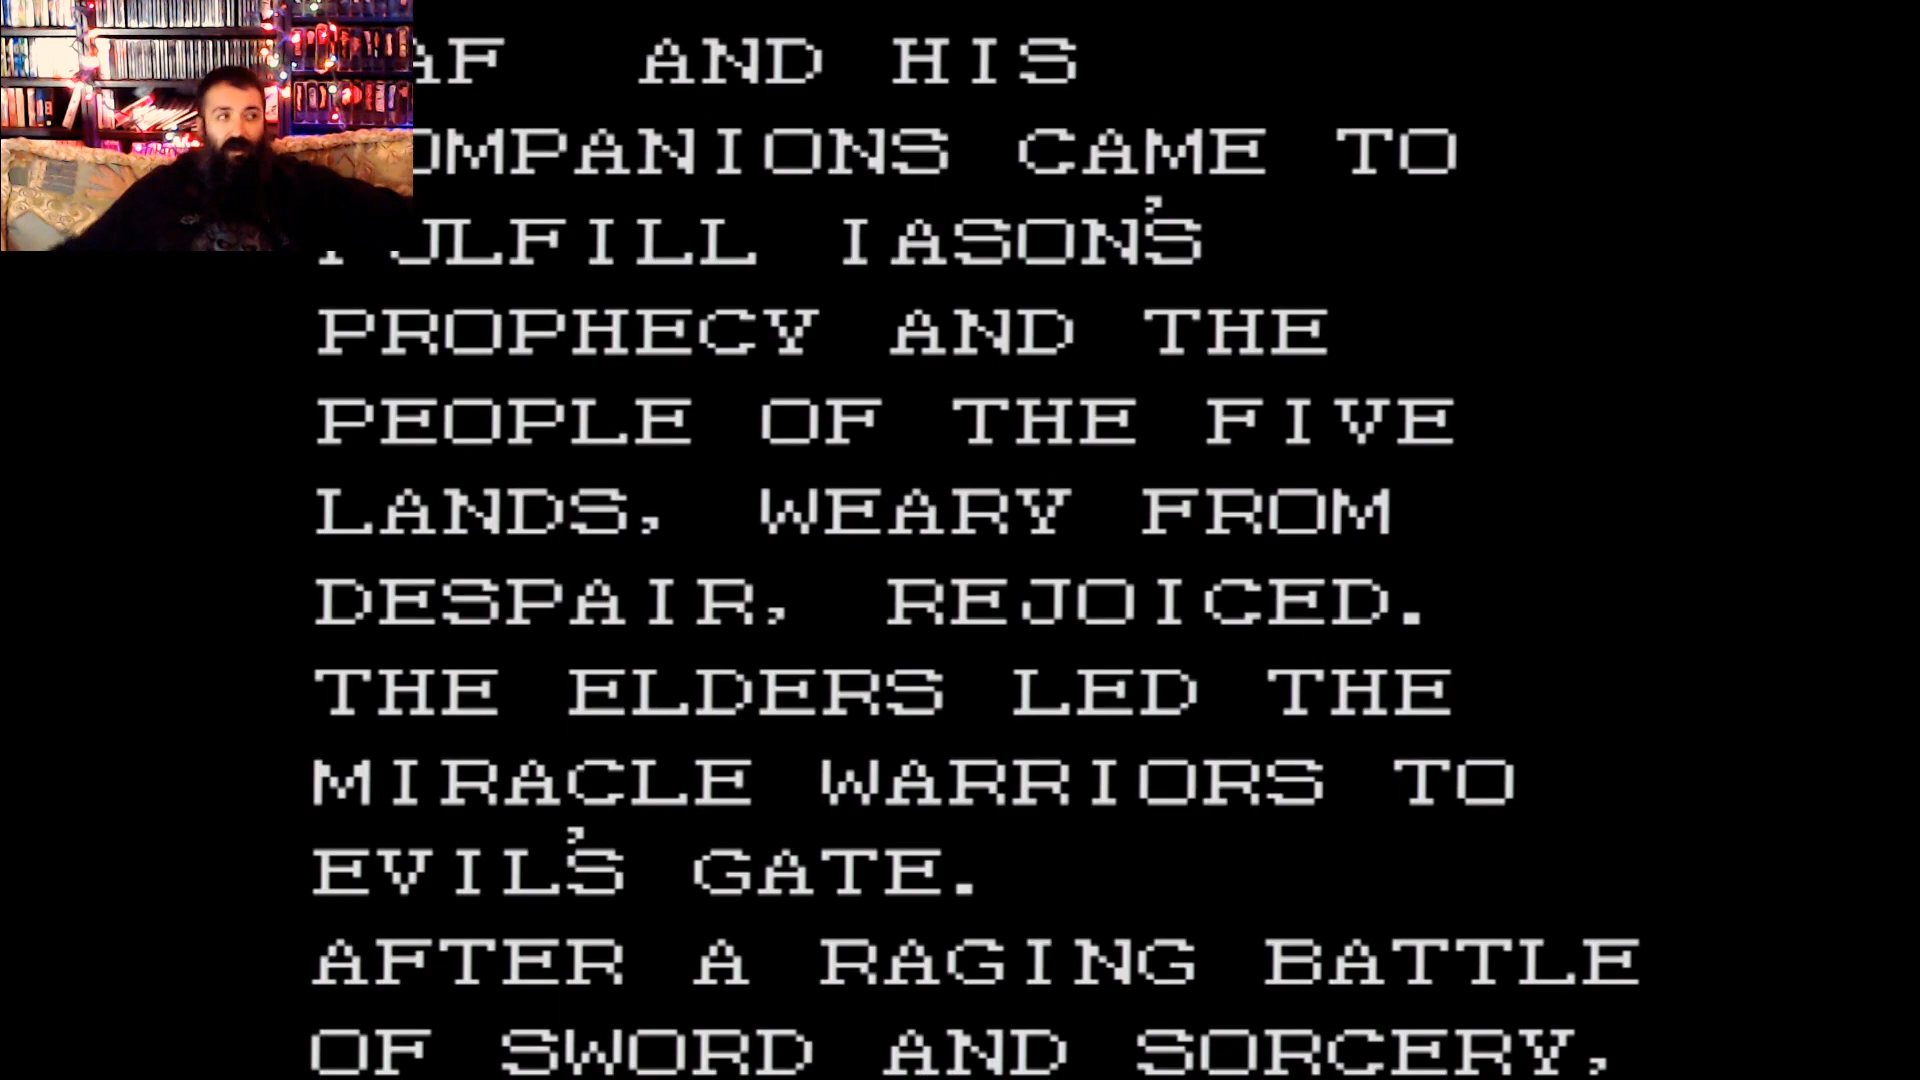 AND HIS
COMPANIONS CAME TO
FULFILL IASON'S
PROPHECY AND THE
PEOPLE OF THE FIVE
LANDS, WEARY FROM
DESPAIR, REJOICED.
THE ELDERS LED THE
MIRACLE WARRIORS TO
EVIL'S GATE.
AFTER A RAGING BATTLE
OF SWORD AND SORCERY,